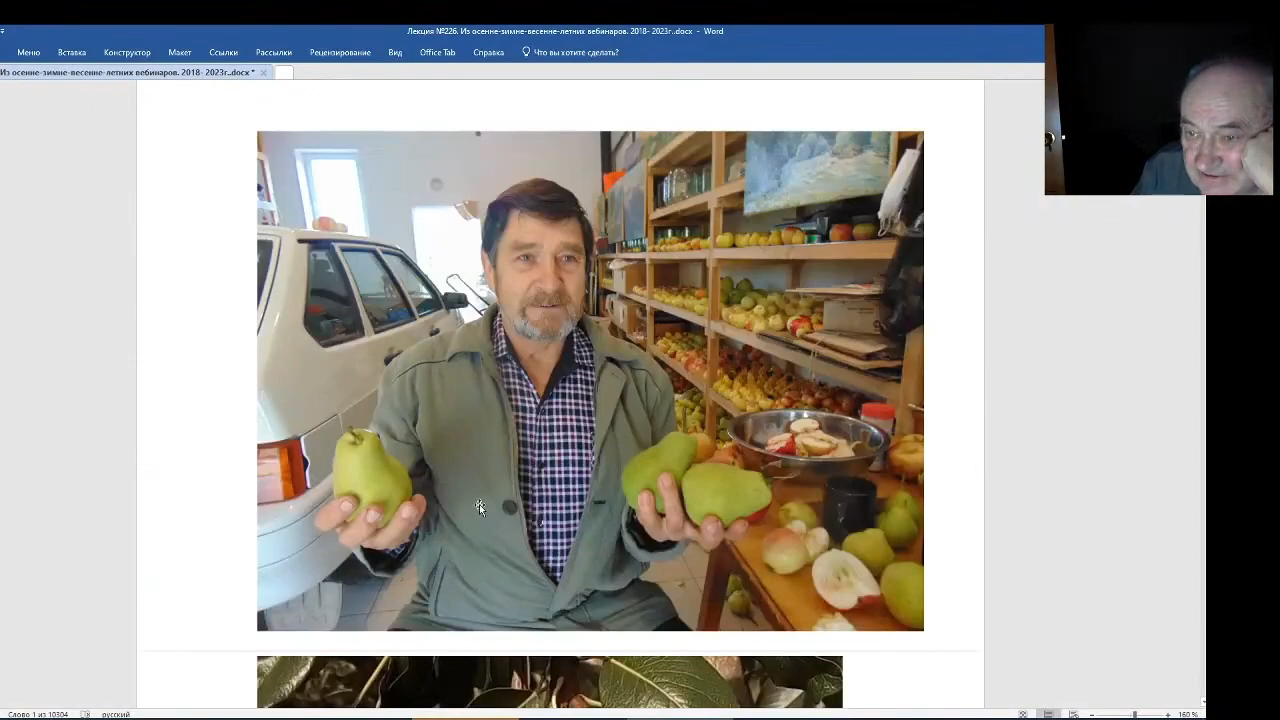 Лекция №226. Из осенне-зимне-весенне-летних вебинаров. 2018- 2023г..docx - Word
Меню Вставка Конструктор Макет Ссылки Рассылки Рецензирование Вид Office Tab Справка Что вы хотите сделать?
Из осенне-зимне-весенне-летних вебинаров. 2018- 2023г..docx *
Слово 1 из 10304 русский 160 %